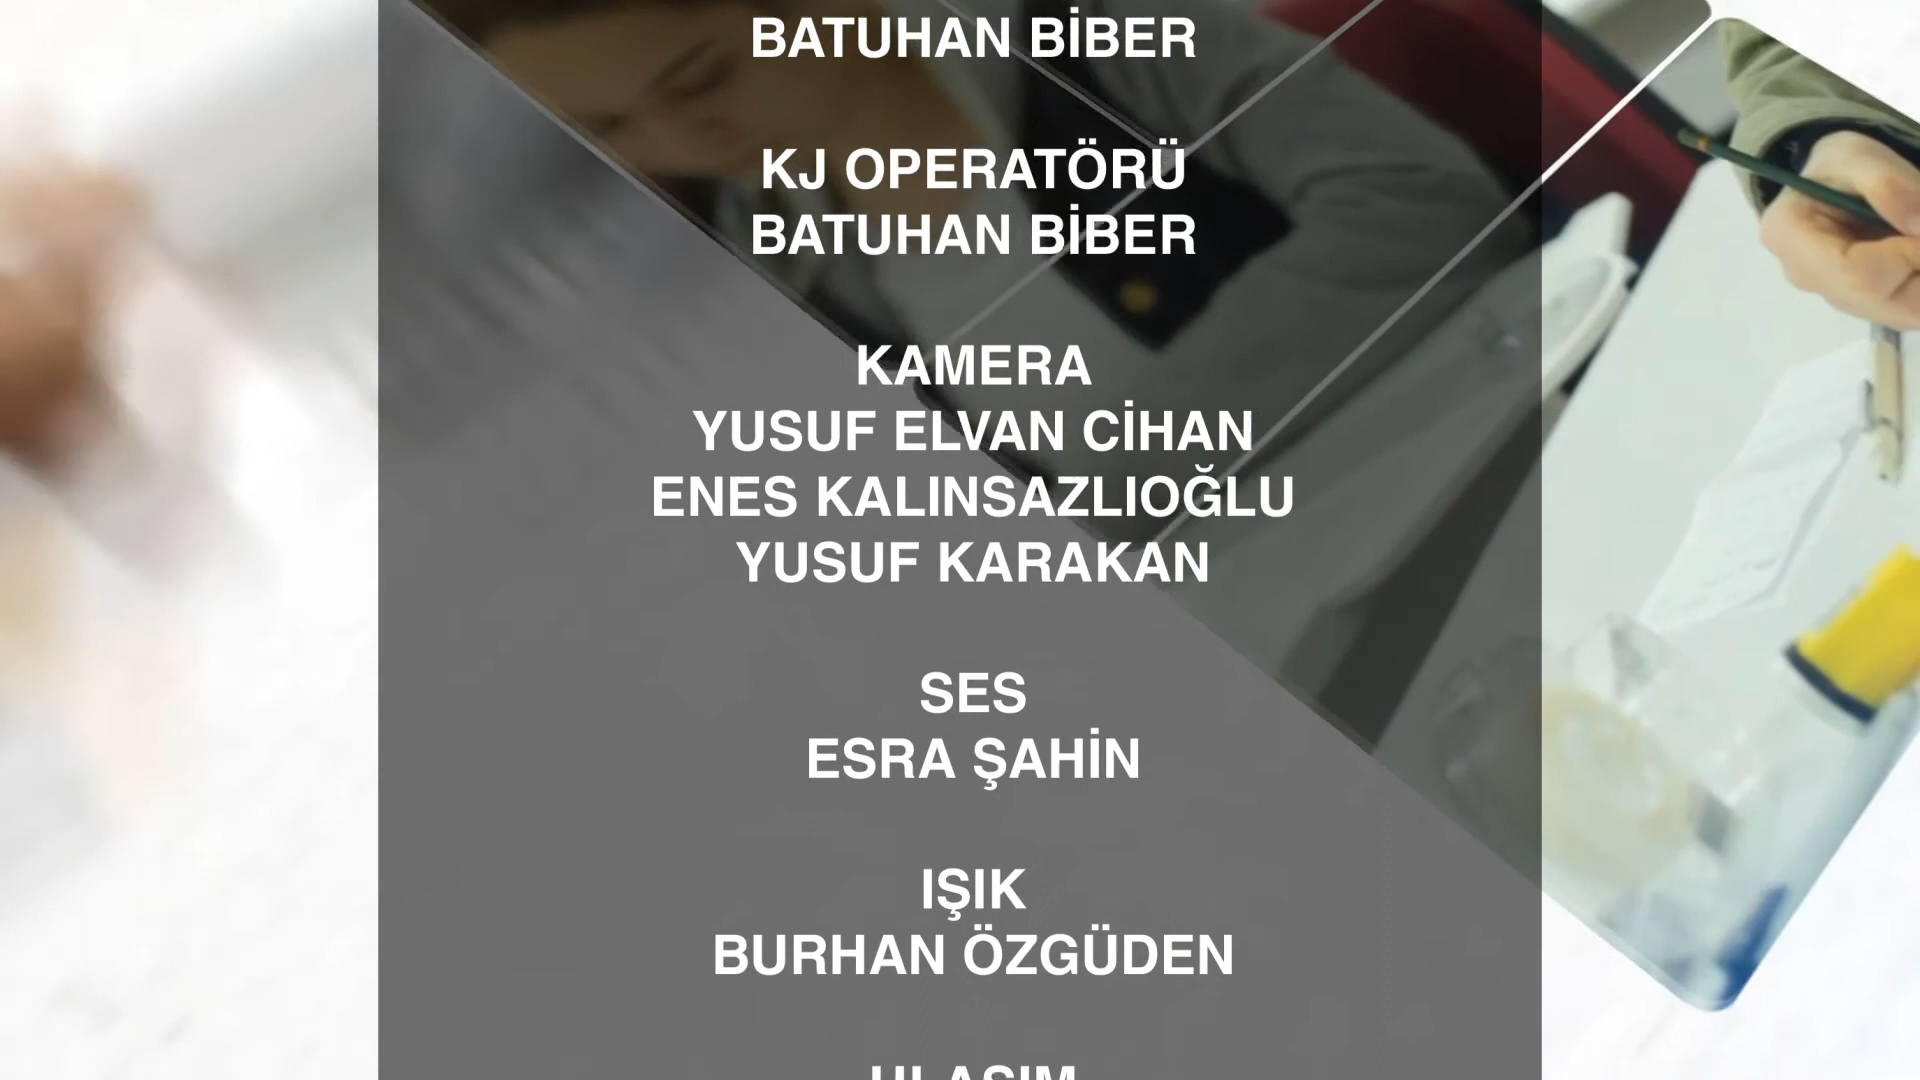 BATUHAN BİBER
KJ OPERATÖRÜ
BATUHAN BİBER
KAMERA
YUSUF ELVAN CİHAN
ENES KALINSAZLIOĞLU
YUSUF KARAKAN
SES
ESRA ŞAHİN
IŞIK
BURHAN ÖZGÜDEN